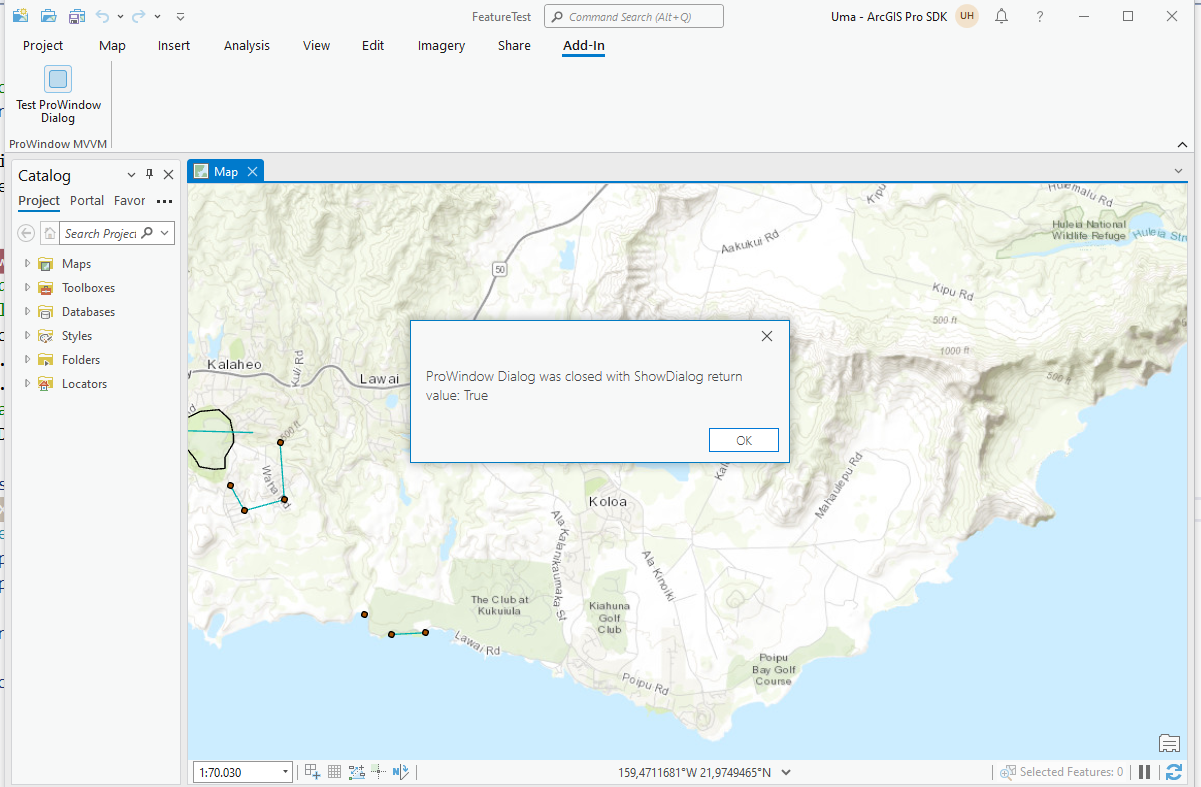 FeatureTest
Command Search (Alt+Q)
Uma - ArcGIS Pro SDK
UH
?
Project
Map
Insert
Analysis
View
Edit
Imagery
Share
Add-In
Test ProWindow
Dialog
ProWindow MVVM
Catalog
Project
Portal
Favor
Search Project
Maps
Toolboxes
Databases
Styles
Folders
Locators
Map
Kipu
Hulemalu Rd
Huleia National
Wildlife Refuge
Huleia Str
Aakukui Rd
50
Kipu Rd
500 ft
1000 ft
500 ft
Kalaheo
Kuli Rd
Lawai
500 ft
ProWindow Dialog was closed with ShowDialog return
value: True
OK
Koloa
Mahaulepu Rd
Ala Kalanikaumaka St
Ala Kinoiki
The Club at
Kukuiula
Kiahuna
Golf
Club
Lawai Rd
Poipu Rd
Poipu
Bay Golf
Course
1:70.030
159,4711681°W 21,9749465°N
Selected Features: 0